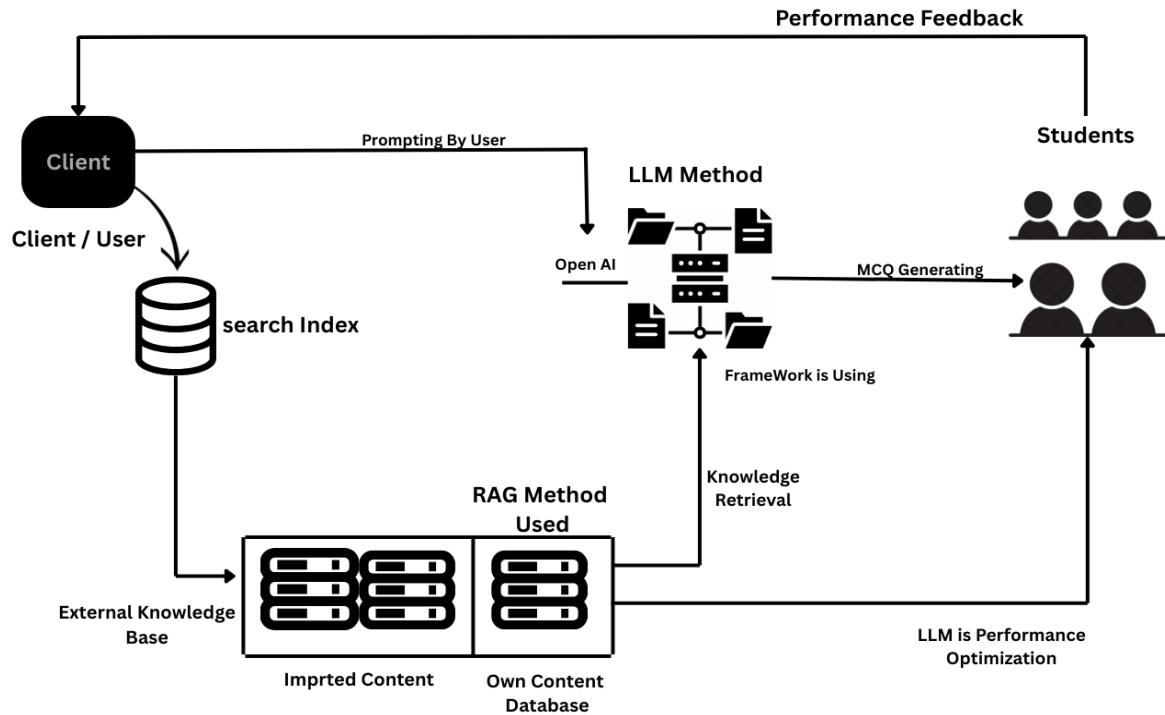 Performance Feedback
Client
Prompting By User
Students
LLM Method
Client / User
Open AI
MCQ Generating
search Index
FrameWork is Using
Knowledge
Retrieval
RAG Method
Used
External Knowledge
Base
LLM is Performance
Optimization
Imprted Content
Own Content
Database